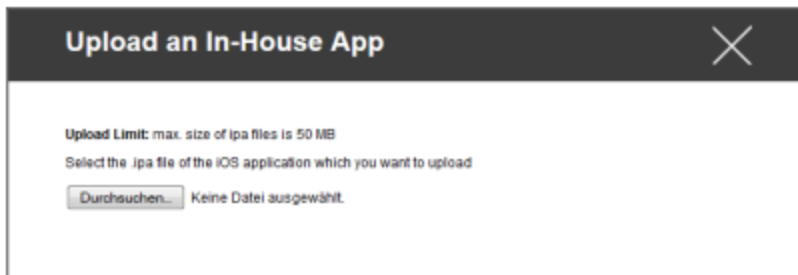 Upload an In-House App
Upload Limit: max. size of ipa files is 50 MB
Select the .ipa file of the iOS application which you want to upload
Durchsuchen... Keine Datei ausgewählt.